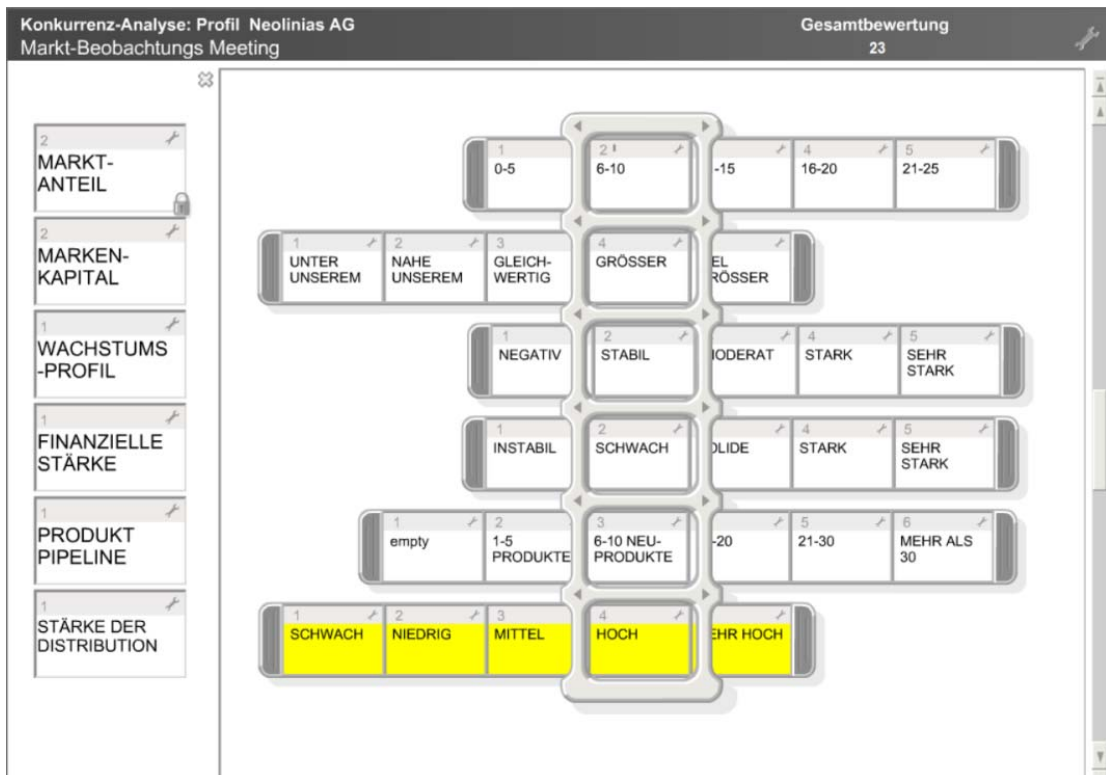 Konkurrenz-Analyse: Profil Neolinias AG
Markt-Beobachtungs Meeting
Gesamtbewertung
23
2
MARKT-
ANTEIL
1
0-5
2
6-10
-15
4
16-20
5
21-25
2
MARKEN-
KAPITAL
1
UNTER
UNSEREM
2
NAHE
UNSEREM
3
GLEICH-
WERTIG
4
GRÖSSER
EL
RÖSSER
1
WACHSTUMS
-PROFIL
1
NEGATIV
2
STABIL
ODERAT
4
STARK
5
SEHR
STARK
1
FINANZIELLE
STÄRKE
1
INSTABIL
2
SCHWACH
OLIDE
4
STARK
5
SEHR
STARK
1
PRODUKT
PIPELINE
1
empty
2
1-5
PRODUKTE
3
6-10 NEU-
PRODUKTE
-20
5
21-30
6
MEHR ALS
30
1
STÄRKE DER
DISTRIBUTION
1
SCHWACH
2
NIEDRIG
3
MITTEL
4
HOCH
EHR HOCH